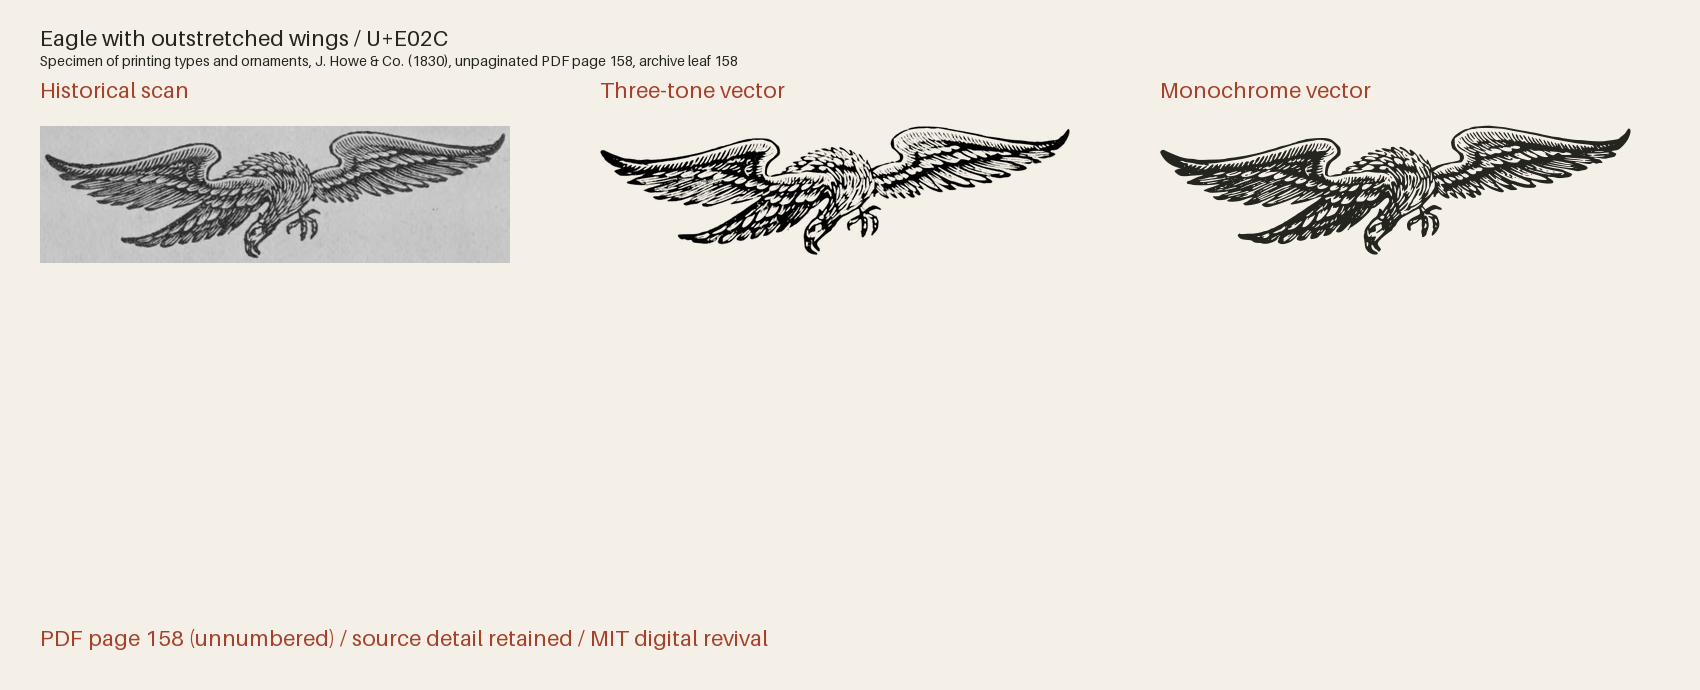 Eagle with outstretched wings / U+E02C
Specimen of printing types and ornaments, J. Howe & Co. (1830), unpaginated PDF page 158, archive leaf 158
Historical scan
Three-tone vector
Monochrome vector
PDF page 158 (unnumbered) / source detail retained / MIT digital revival